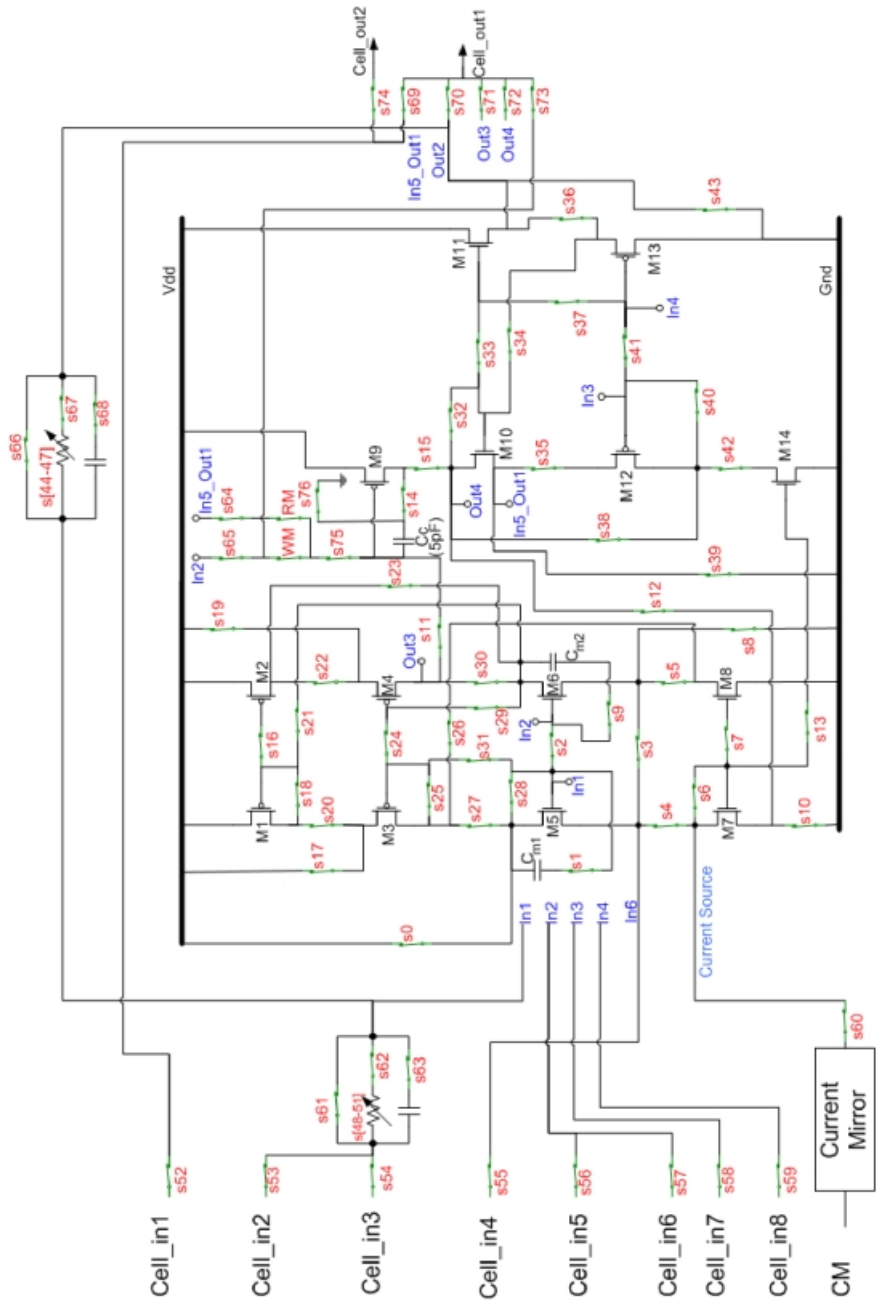 Cell_out2
Cell_out1
s74
s69
s70
s71
s72
s73
In5_Out1
Out2
Out3
Out4
s66
s67
s68
s[44-47]
Vdd
s43
s36
M11
M13
Gnd
s37
In4
s33
s34
s41
s32
In3
s40
In5_Out1
s64
RM
s76
M9
s15
M10
s35
M12
s42
M14
In2
s65
WM
s75
s14
Cc
(5pF)
Out4
In5_Out1
s38
s39
s23
s12
s19
s11
Out3
s8
M2
s22
M4
s30
Cm2
M6
s5
M8
s21
s29
In2
s9
s16
s24
s26
s31
s2
s3
s7
s13
s18
s25
s28
In1
s6
M1
s20
M3
s27
M5
s4
M7
s10
s17
Cm1
s1
s0
In1
In2
In3
In4
In6
Current Source
s61
s62
s63
s[48-51]
s60
Current
Mirror
s52
s53
s54
s55
s56
s57
s58
s59
Cell_in1
Cell_in2
Cell_in3
Cell_in4
Cell_in5
Cell_in6
Cell_in7
Cell_in8
CM